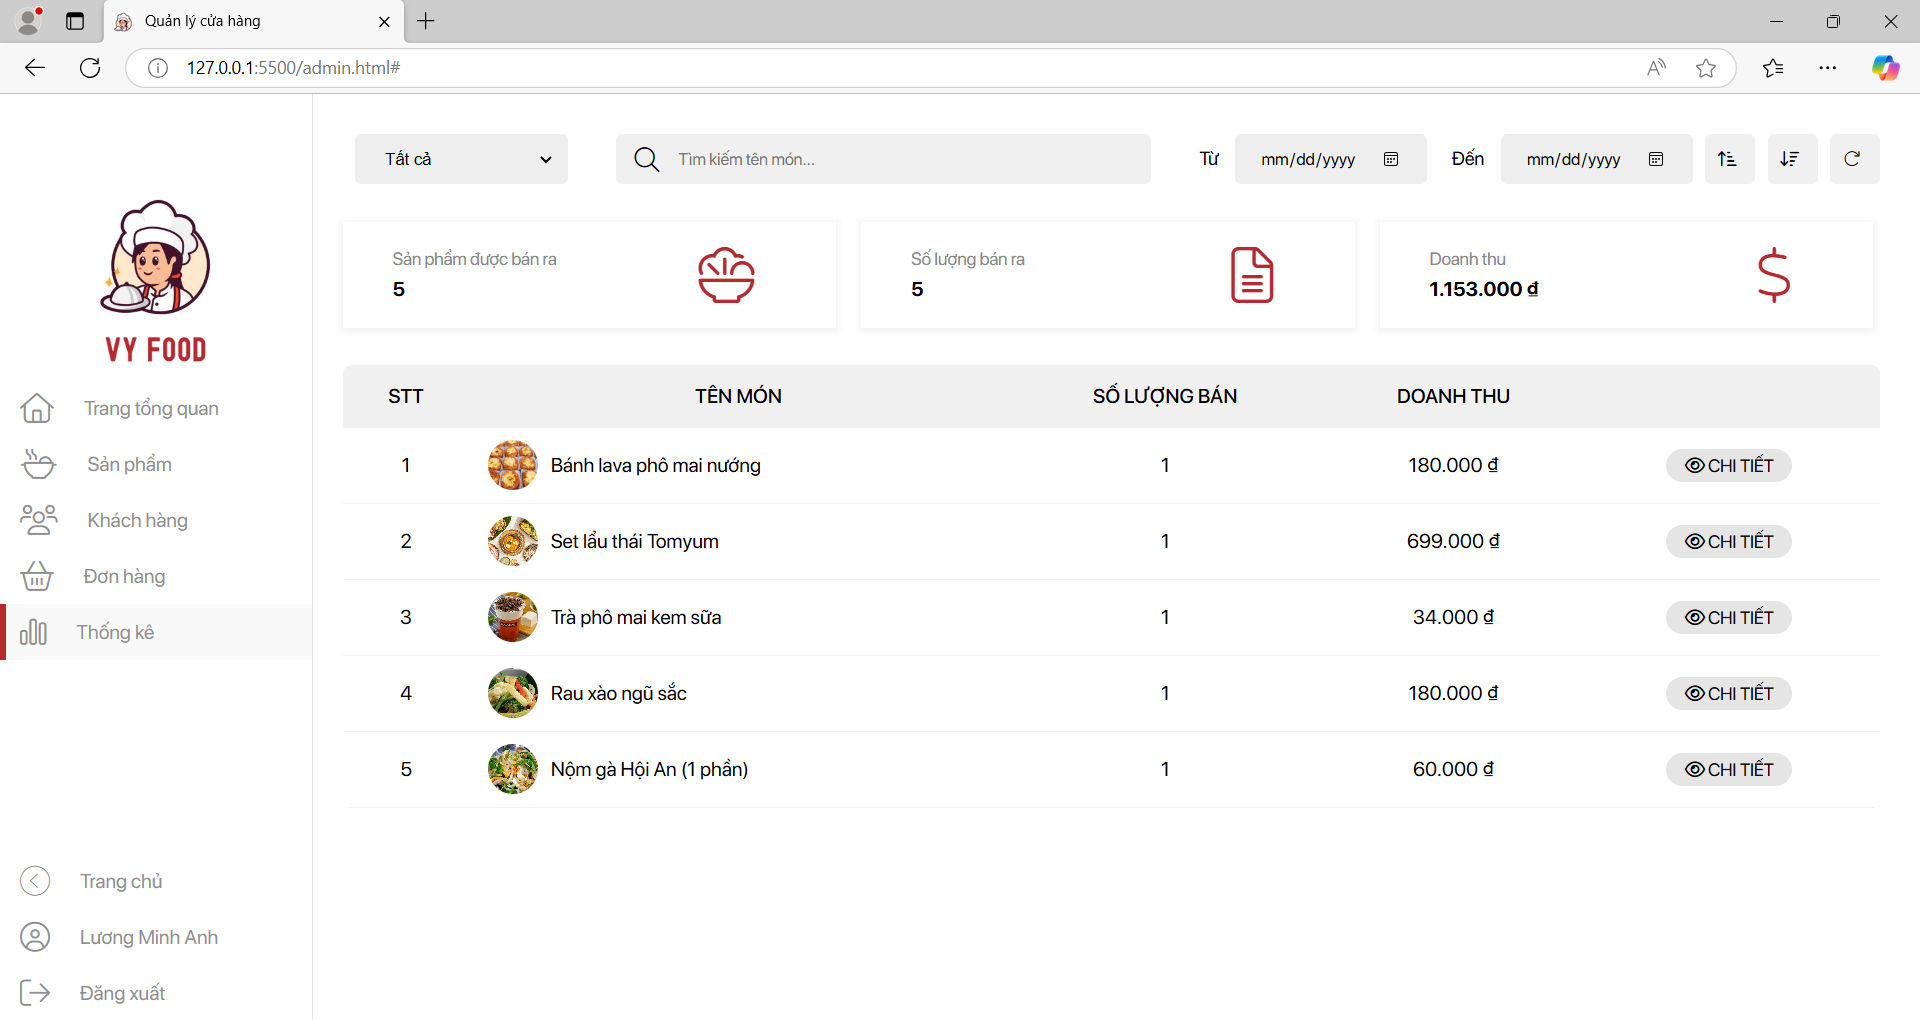 Quản lý cửa hàng
127.0.0.1:5500/admin.html#
VY FOOD
Trang tổng quan
Sản phẩm
Khách hàng
Đơn hàng
Thống kê
Trang chủ
Lương Minh Anh
Đăng xuất
Tất cả
Tìm kiếm tên món...
Từ mm/dd/yyyy Đến mm/dd/yyyy
Sản phẩm được bán ra
5
Số lượng bán ra
5
Doanh thu
1.153.000 ₫
STT TÊN MÓN SỐ LƯỢNG BÁN DOANH THU
1 Bánh lava phô mai nướng 1 180.000 ₫ CHI TIẾT
2 Set lẩu thái Tomyum 1 699.000 ₫ CHI TIẾT
3 Trà phô mai kem sữa 1 34.000 ₫ CHI TIẾT
4 Rau xào ngũ sắc 1 180.000 ₫ CHI TIẾT
5 Nộm gà Hội An (1 phần) 1 60.000 ₫ CHI TIẾT